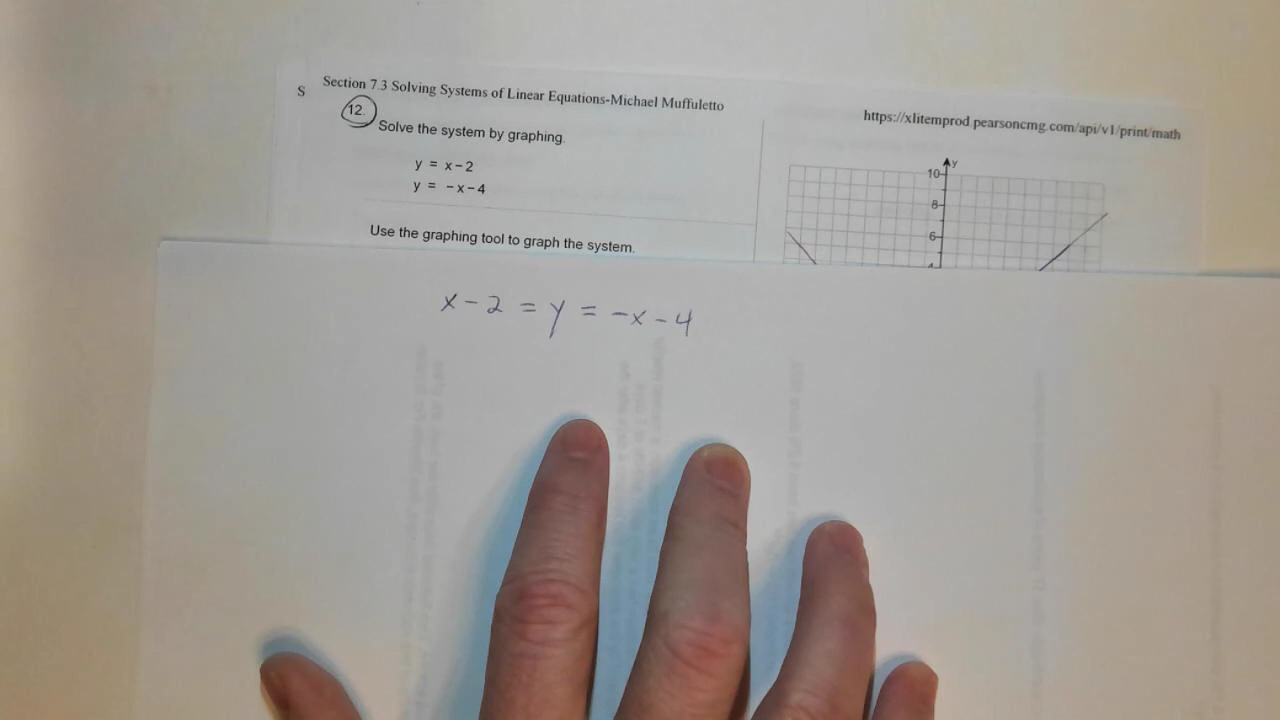 S
Section 7.3 Solving Systems of Linear Equations-Michael Muffuletto
https://xlitemprod.pearsoncmg.com/api/v1/print/math
12.
Solve the system by graphing.
y = x - 2
y = - x - 4
Use the graphing tool to graph the system.
y
10
8
6
x - 2 = y = -x - 4